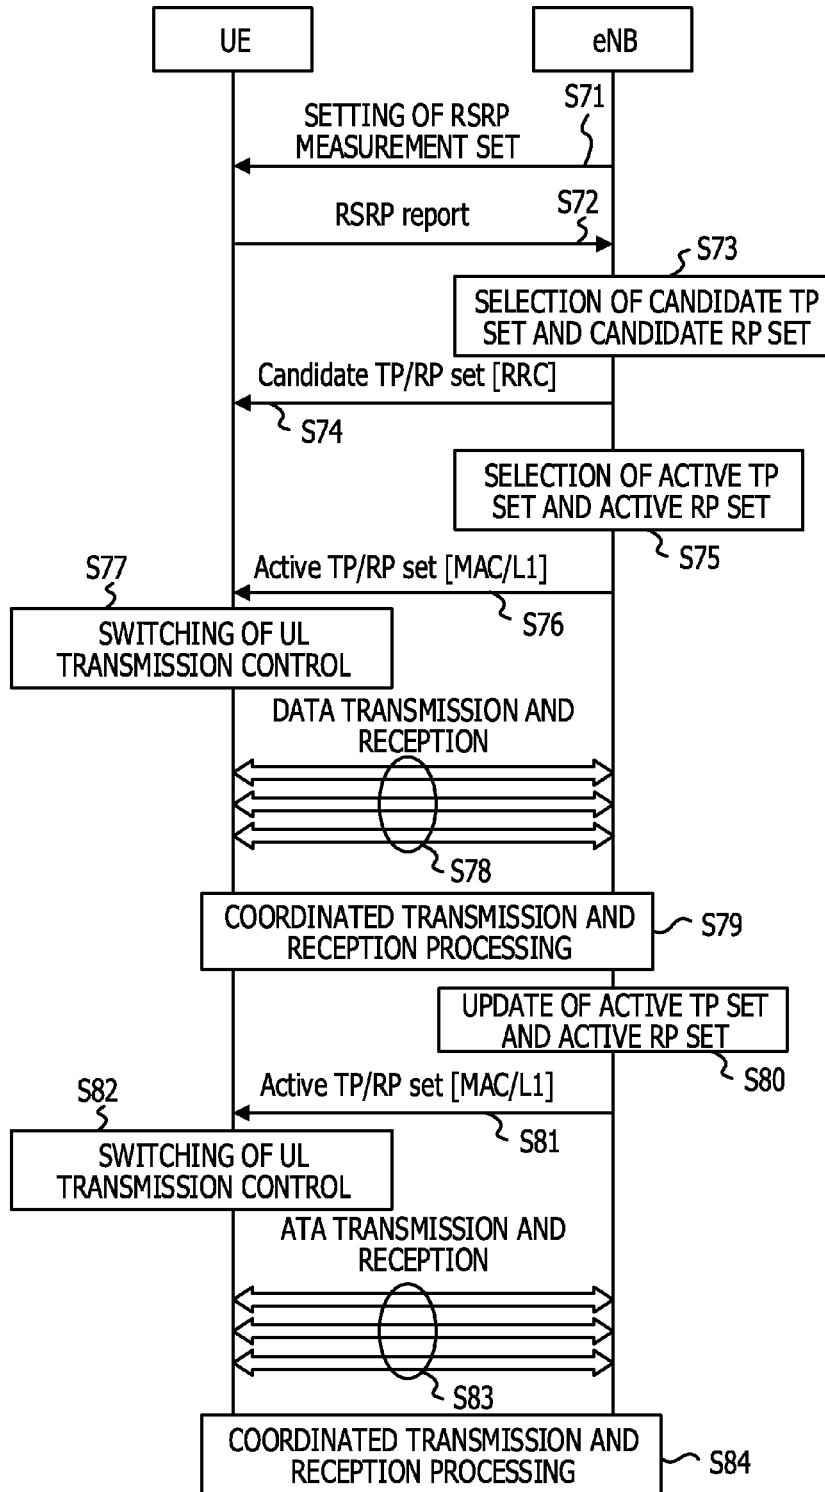 UE
eNB
S71
SETTING OF RSRP
MEASUREMENT SET
RSRP report
S72
S73
SELECTION OF CANDIDATE TP
SET AND CANDIDATE RP SET
Candidate TP/RP set [RRC]
S74
SELECTION OF ACTIVE TP
SET AND ACTIVE RP SET
S75
S77
Active TP/RP set [MAC/L1]
S76
SWITCHING OF UL
TRANSMISSION CONTROL
DATA TRANSMISSION AND
RECEPTION
S78
COORDINATED TRANSMISSION AND
RECEPTION PROCESSING
S79
UPDATE OF ACTIVE TP SET
AND ACTIVE RP SET
S80
S82
Active TP/RP set [MAC/L1]
S81
SWITCHING OF UL
TRANSMISSION CONTROL
ATA TRANSMISSION AND
RECEPTION
S83
COORDINATED TRANSMISSION AND
RECEPTION PROCESSING
S84